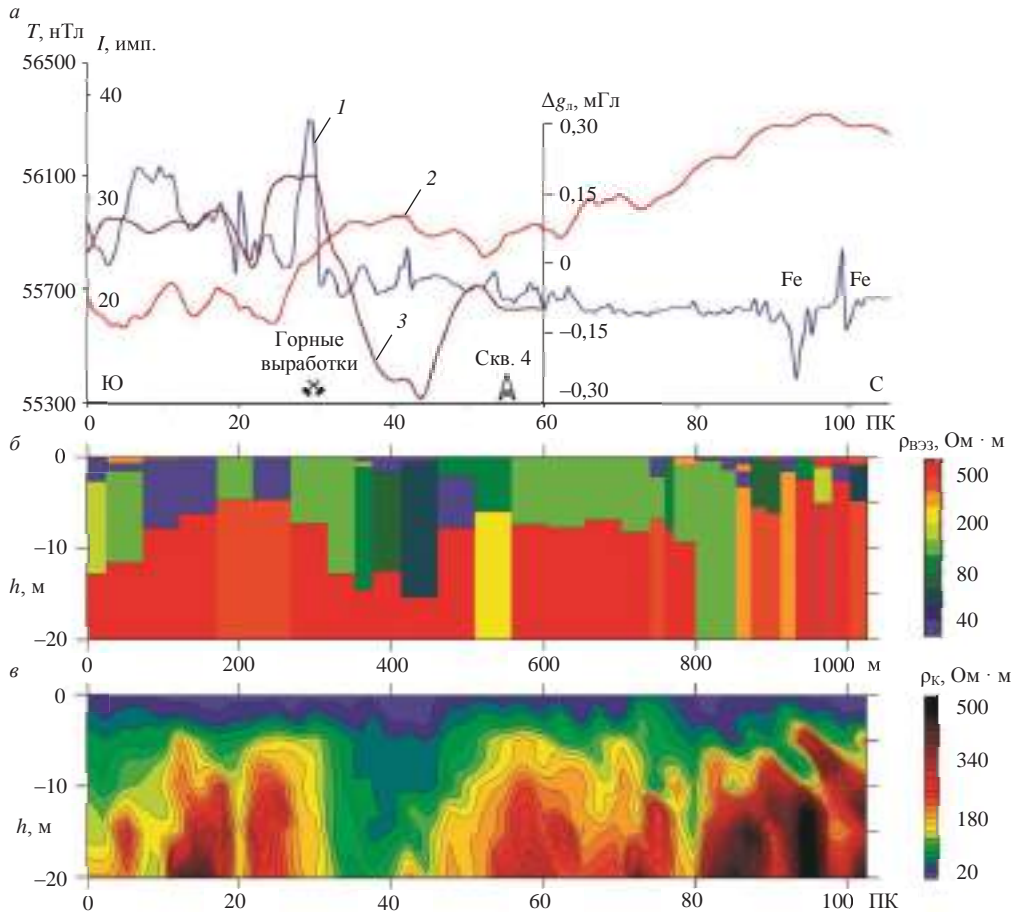 а
T, нТл I, имп.
56500
40
56100
30
55700
20
55300
Δgл, мГл
0,30
0,15
0
−0,15
−0,30
1
2
3
Fe Fe
Горные
выработки
Скв. 4
Ю С
0 20 40 60 80 100 ПК
б
0
−10
h, м
−20
0 200 400 600 800 1000 м
ρВЭЗ, Ом · м
500
200
80
40
в
0
−10
h, м
−20
0 20 40 60 80 100 ПК
ρК, Ом · м
500
340
180
20